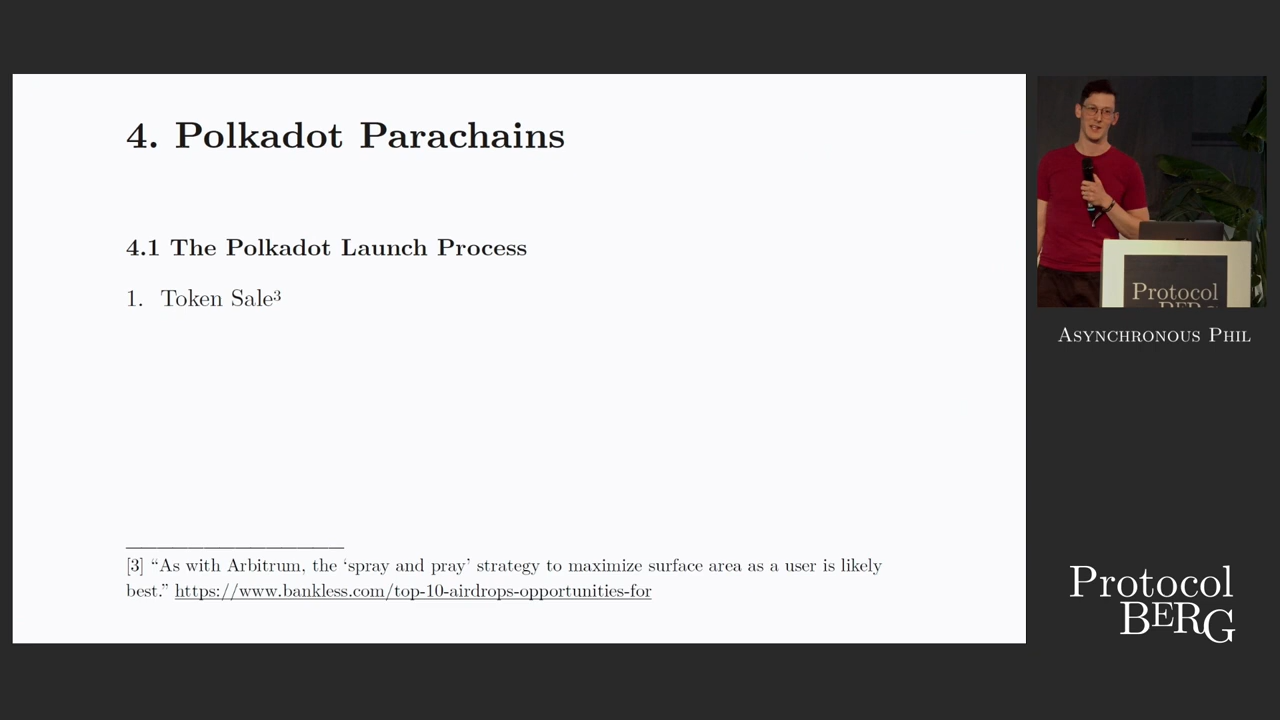 4. Polkadot Parachains
4.1 The Polkadot Launch Process
1. Token Sale³
[3] “As with Arbitrum, the ‘spray and pray’ strategy to maximize surface area as a user is likely
best.” https://www.bankless.com/top-10-airdrops-opportunities-for
Protocol
BERG
Asynchronous Phil
Protocol
BERG